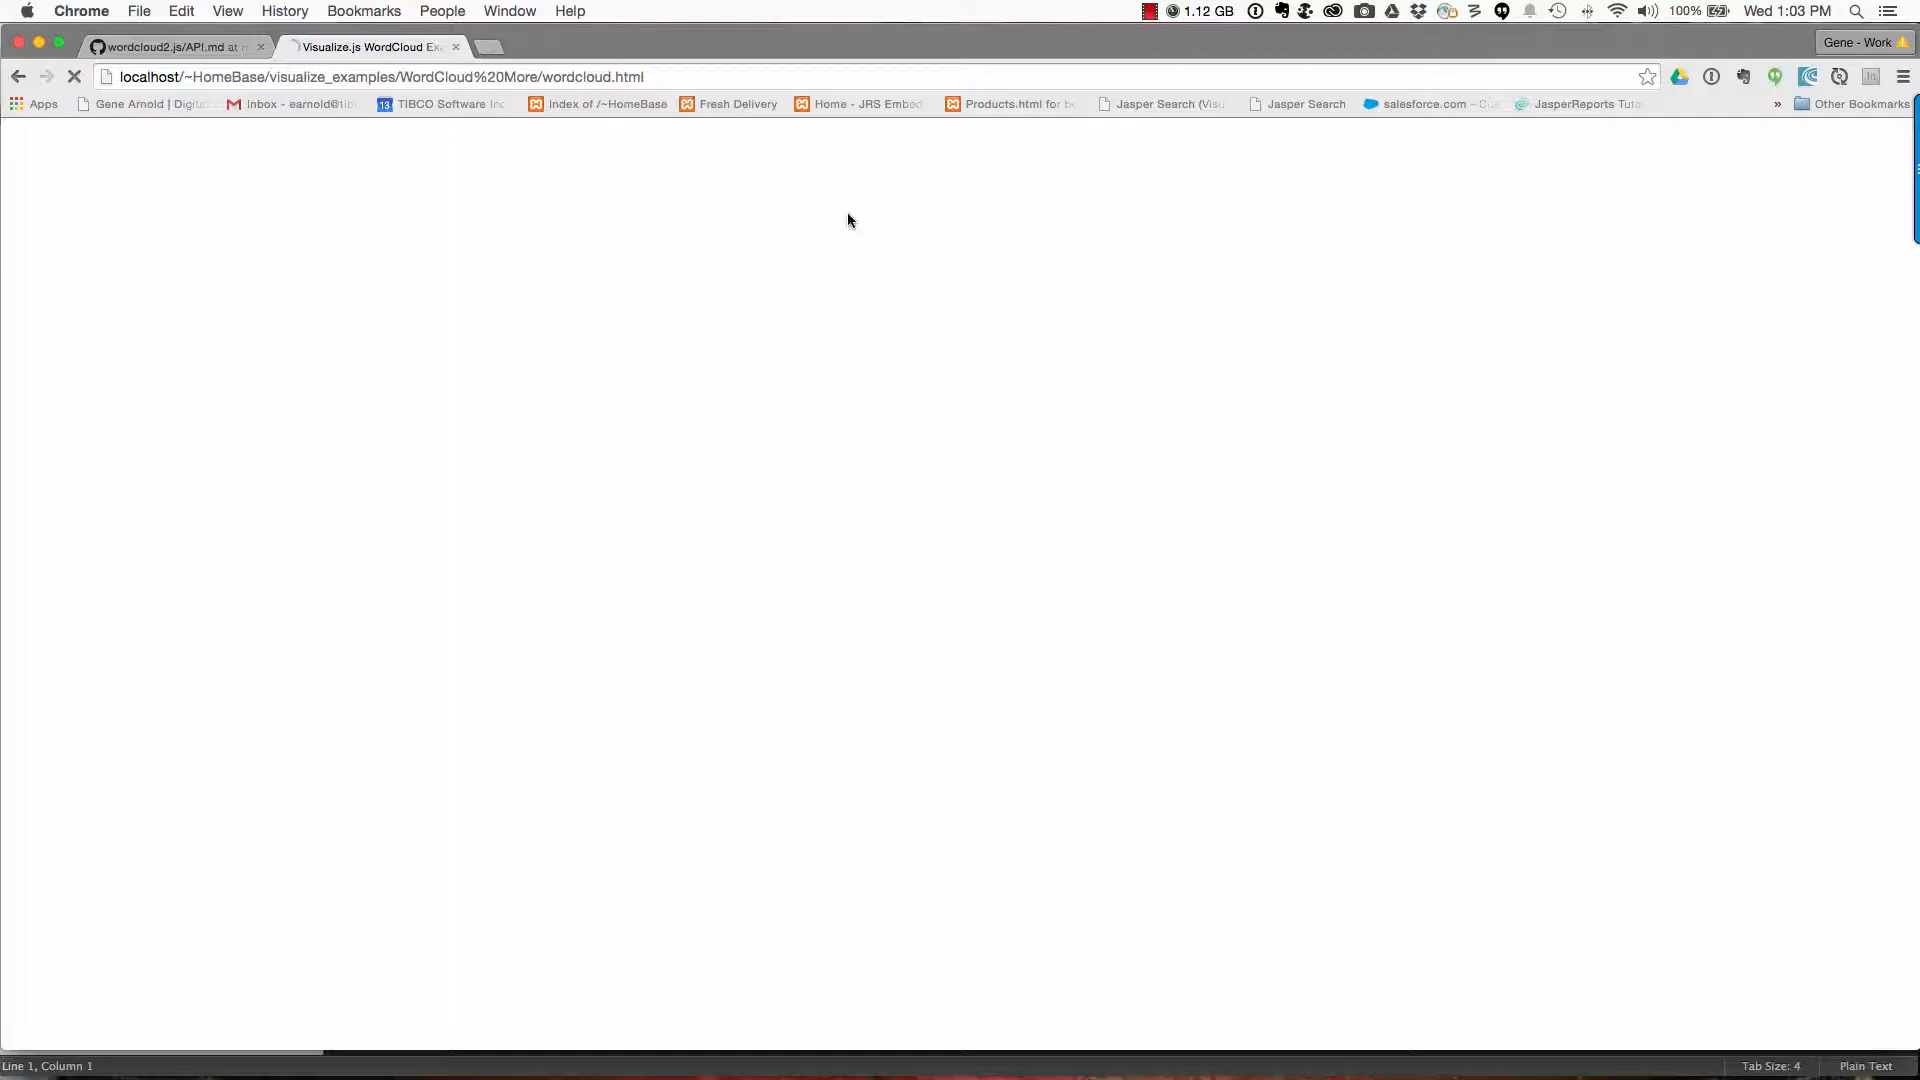 Chrome File Edit View History Bookmarks People Window Help 1.12 GB 100% Wed 1:03 PM
wordcloud2.js/API.md at Visualize.js WordCloud Ex Gene - Work
localhost/~HomeBase/visualize_examples/WordCloud%20More/wordcloud.html
Apps Gene Arnold | Digita Inbox - earnold@tib 13 TIBCO Software Inc Index of /~HomeBase Fresh Delivery Home - JRS Embed Products.html for b Jasper Search (Visu Jasper Search salesforce.com - JasperReports Tuto » Other Bookmarks
Line 1, Column 1 Tab Size: 4 Plain Text